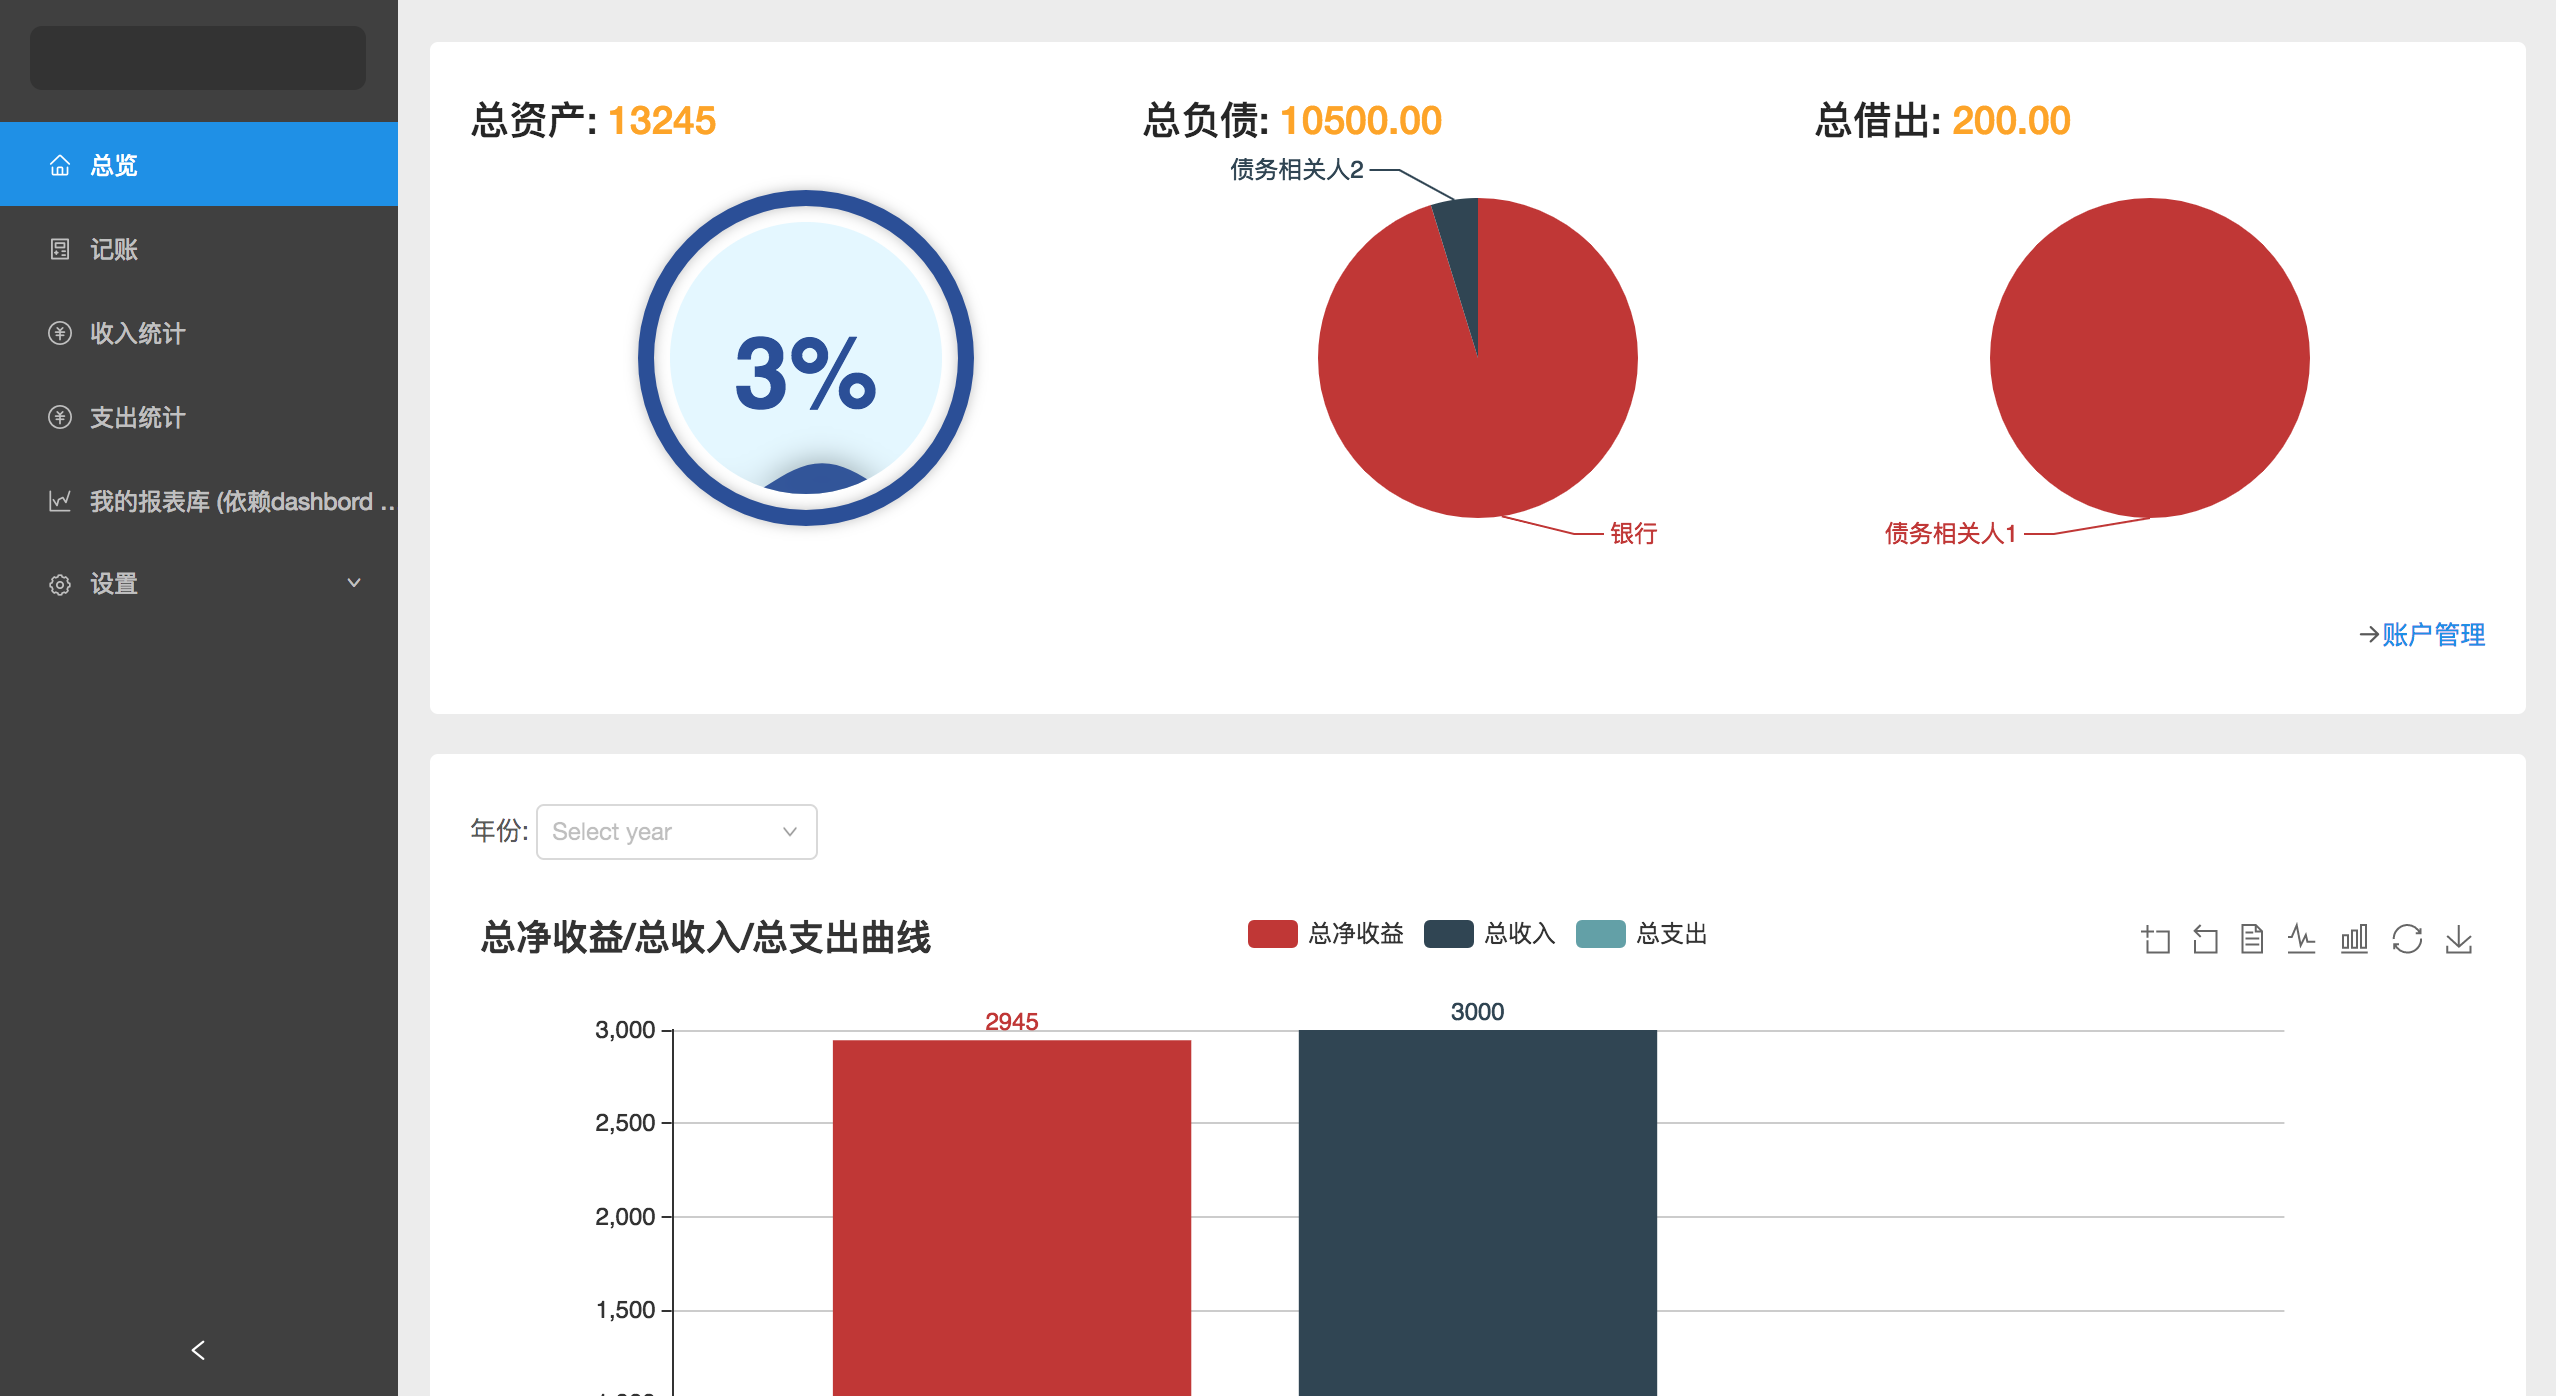 总览
记账
收入统计
支出统计
我的报表库 (依赖dashbord ...
设置
总资产: 13245
总负债: 10500.00
总借出: 200.00
3%
债务相关人2
银行
债务相关人1
账户管理
年份: Select year
总净收益/总收入/总支出曲线
总净收益 总收入 总支出
2945
3000
3,000
2,500
2,000
1,500